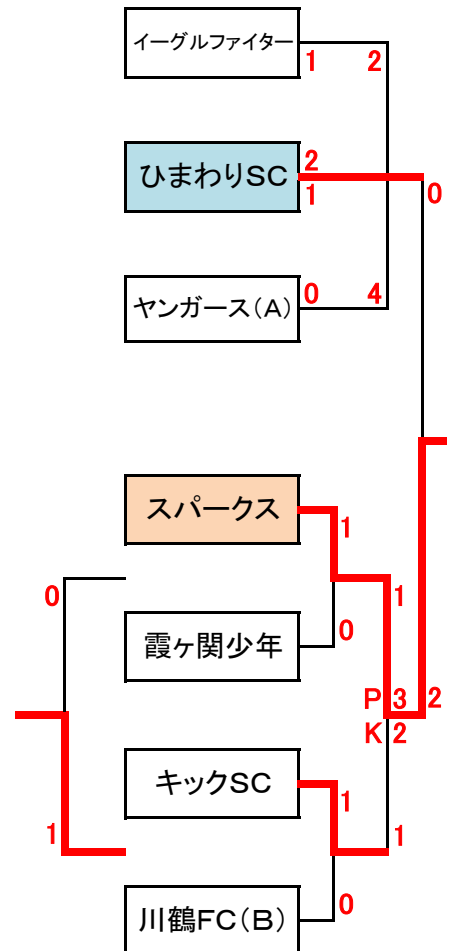 イーグルファイター
1 2
ひまわりSC
2
1
0
ヤンガース(A)
0 4
スパークス
1
0
1
霞ヶ関少年
0
P 3 2
K 2
キックSC
1
1
1
川鶴FC(B)
0